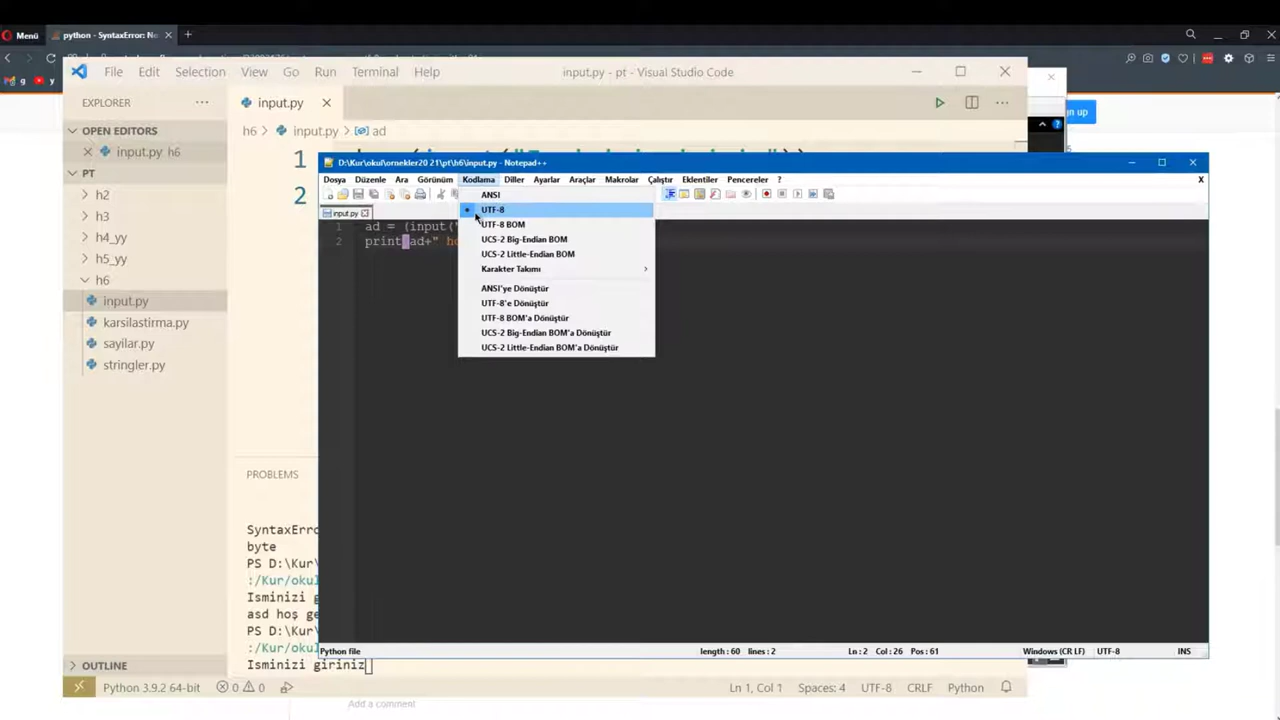 Menü
python - SyntaxError: No
g
y
File Edit Selection View Go Run Terminal Help
input.py - pt - Visual Studio Code
EXPLORER
input.py
OPEN EDITORS
h6 > input.py > ad
input.py h6
1
2
PT
h2
h3
h4_yy
h5_yy
h6
input.py
karsilastirma.py
sayilar.py
stringler.py
PROBLEMS
SyntaxErro
byte
PS D:\Kur\
:/Kur/okul
Isminizi g
asd hoş ge
PS D:\Kur\
:/Kur/okul
Isminizi giriniz
OUTLINE
Python 3.9.2 64-bit
0 0
Ln 1, Col 1 Spaces: 4 UTF-8 CRLF Python
D:\Kur\okul\ornekler20 21\pt\h6\input.py - Notepad++
Dosya Düzenle Ara Görünüm Kodlama Diller Ayarlar Araçlar Makrolar Çalıştır Eklentiler Pencereler ? X
input.py
1 ad = (input("
2 print(ad+" ho
ANSI
UTF-8
UTF-8 BOM
UCS-2 Big-Endian BOM
UCS-2 Little-Endian BOM
Karakter Takımı
ANSI'ye Dönüştür
UTF-8'e Dönüştür
UTF-8 BOM'a Dönüştür
UCS-2 Big-Endian BOM'a Dönüştür
UCS-2 Little-Endian BOM'a Dönüştür
Python file
length : 60 lines : 2
Ln : 2 Col : 26 Pos : 61
Windows (CR LF)
UTF-8
INS
gn up
Add a comment